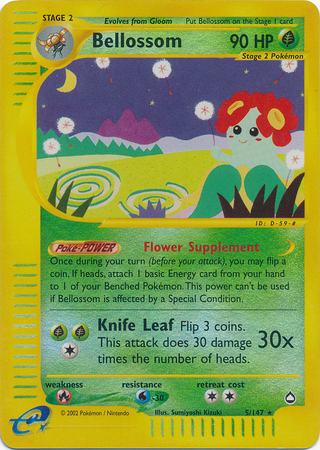 STAGE 2
Evolves from Gloom
Put Bellossom on the Stage 1 card
Bellossom
90 HP
Stage 2 Pokémon
ID: D-59-#
POKé-POWER Flower Supplement
Once during your turn (before your attack), you may flip
a coin. If heads, attach 1 basic Energy card from your hand
to 1 of your Benched Pokémon. This power can't be used
if Bellossom is affected by a Special Condition.
Knife Leaf Flip 3 coins.
This attack does 30 damage
times the number of heads.
30x
weakness
resistance
retreat cost
-30
e
© 2002 Pokémon / Nintendo
Illus. Sumiyoshi Kizuki
5/147 ★